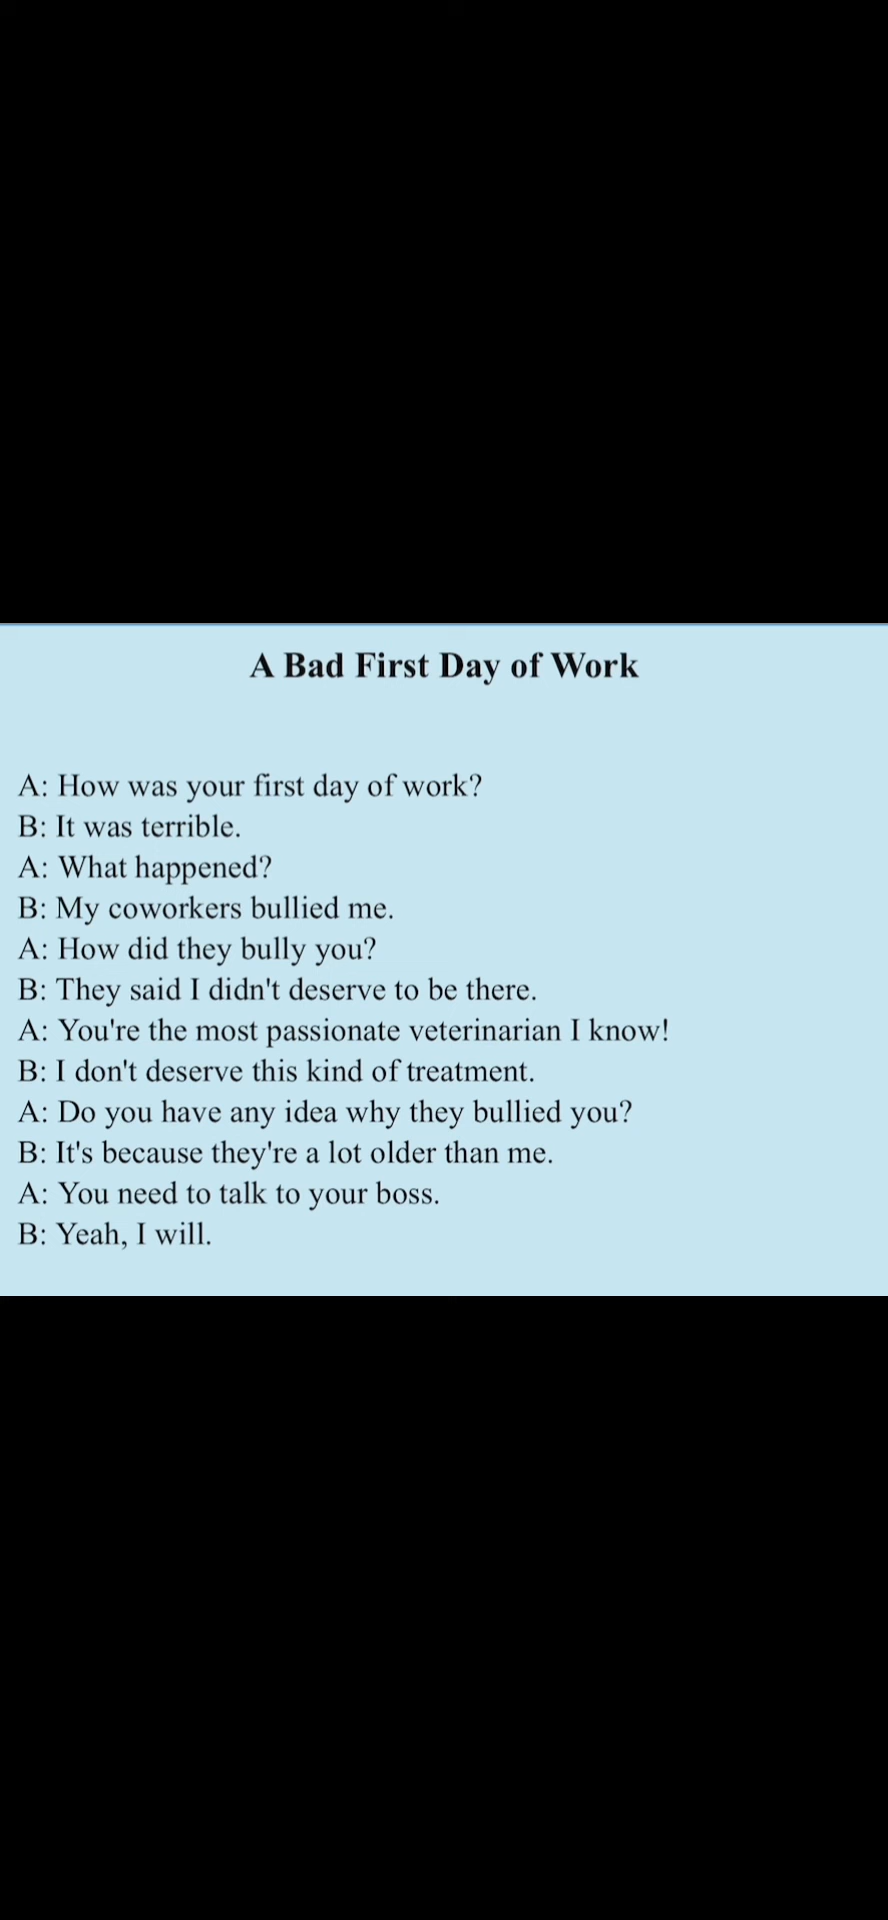 A Bad First Day of Work
A: How was your first day of work?
B: It was terrible.
A: What happened?
B: My coworkers bullied me.
A: How did they bully you?
B: They said I didn't deserve to be there.
A: You're the most passionate veterinarian I know!
B: I don't deserve this kind of treatment.
A: Do you have any idea why they bullied you?
B: It's because they're a lot older than me.
A: You need to talk to your boss.
B: Yeah, I will.